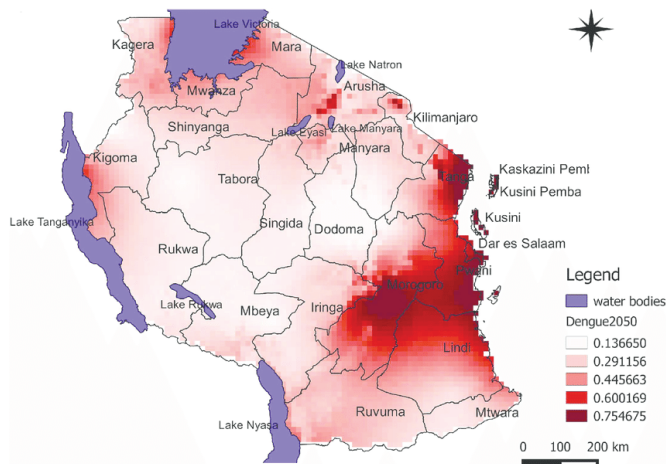 Lake Victoria
Kagera
Mara
Lake Natron
Mwanza
Arusha
Kilimanjaro
Shinyanga
Lake Eyasi
Lake Manyara
Manyara
Kigoma
Tabora
Tanga
Kaskazini Pemb
Kusini Pemba
Lake Tanganyika
Singida
Dodoma
Kusini
Dar es Salaam
Rukwa
Pwani
Morogoro
Legend
Lake Rukwa
Mbeya
Iringa
water bodies
Dengue2050
Lindi
0.136650
0.291156
0.445663
0.600169
0.754675
Ruvuma
Mtwara
Lake Nyasa
0 100 200 km